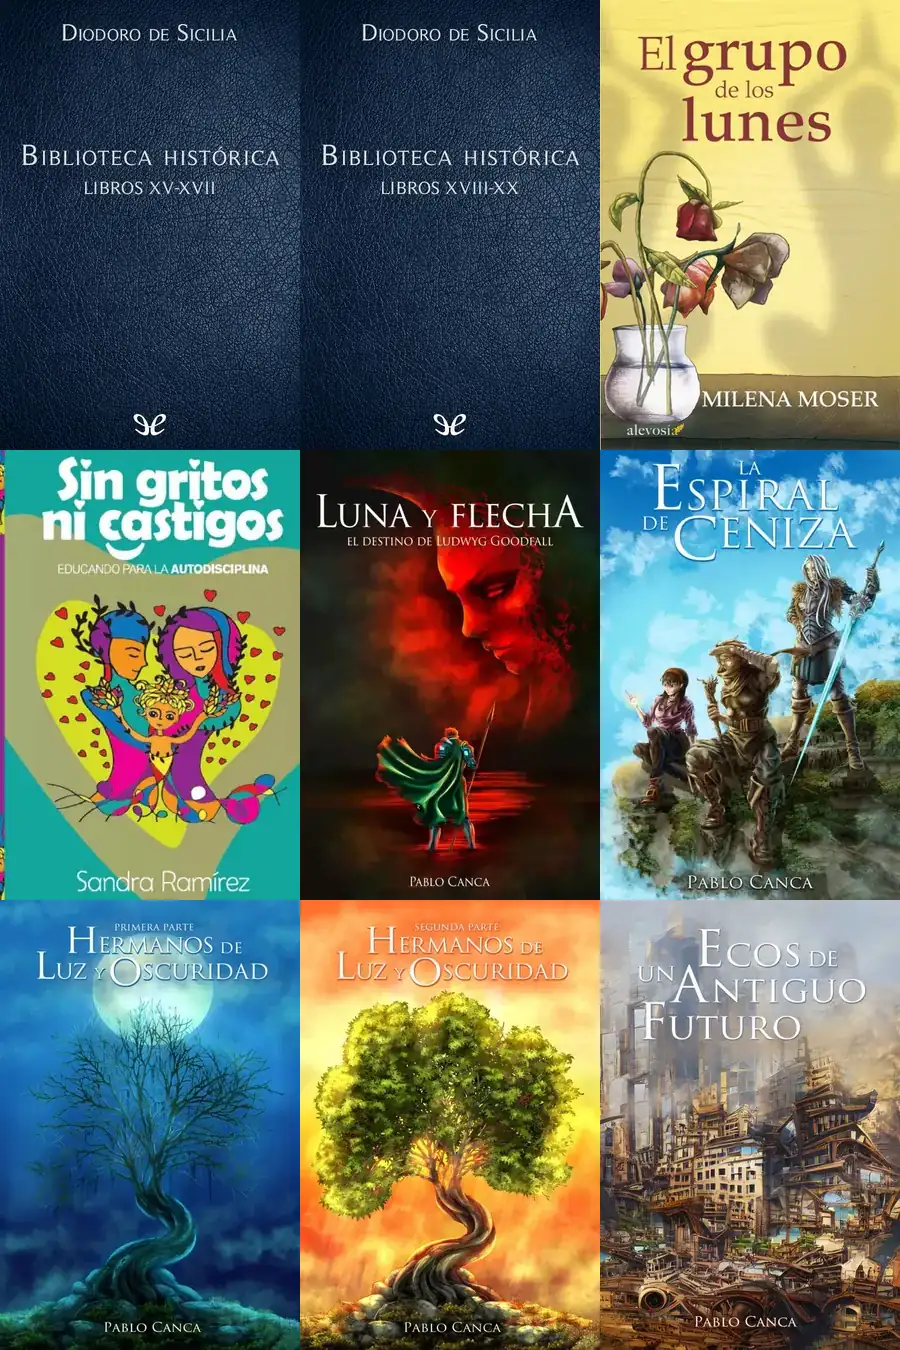 Diodoro de Sicilia
Biblioteca histórica
libros XV-XVII
Diodoro de Sicilia
Biblioteca histórica
libros XVIII-XX
El grupo
de los
lunes
MILENA MOSER
alevosía
Sin gritos
ni castigos
EDUCANDO PARA LA AUTODISCIPLINA
Sandra Ramírez
LUNA Y FLECHA
EL DESTINO DE LUDWYG GOODFALL
PABLO CANCA
LA
ESPIRAL
DE CENIZA
PABLO CANCA
PRIMERA PARTE
HERMANOS DE
LUZ Y OSCURIDAD
PABLO CANCA
SEGUNDA PARTE
HERMANOS DE
LUZ Y OSCURIDAD
PABLO CANCA
ECOS DE
UN ANTIGUO
FUTURO
PABLO CANCA